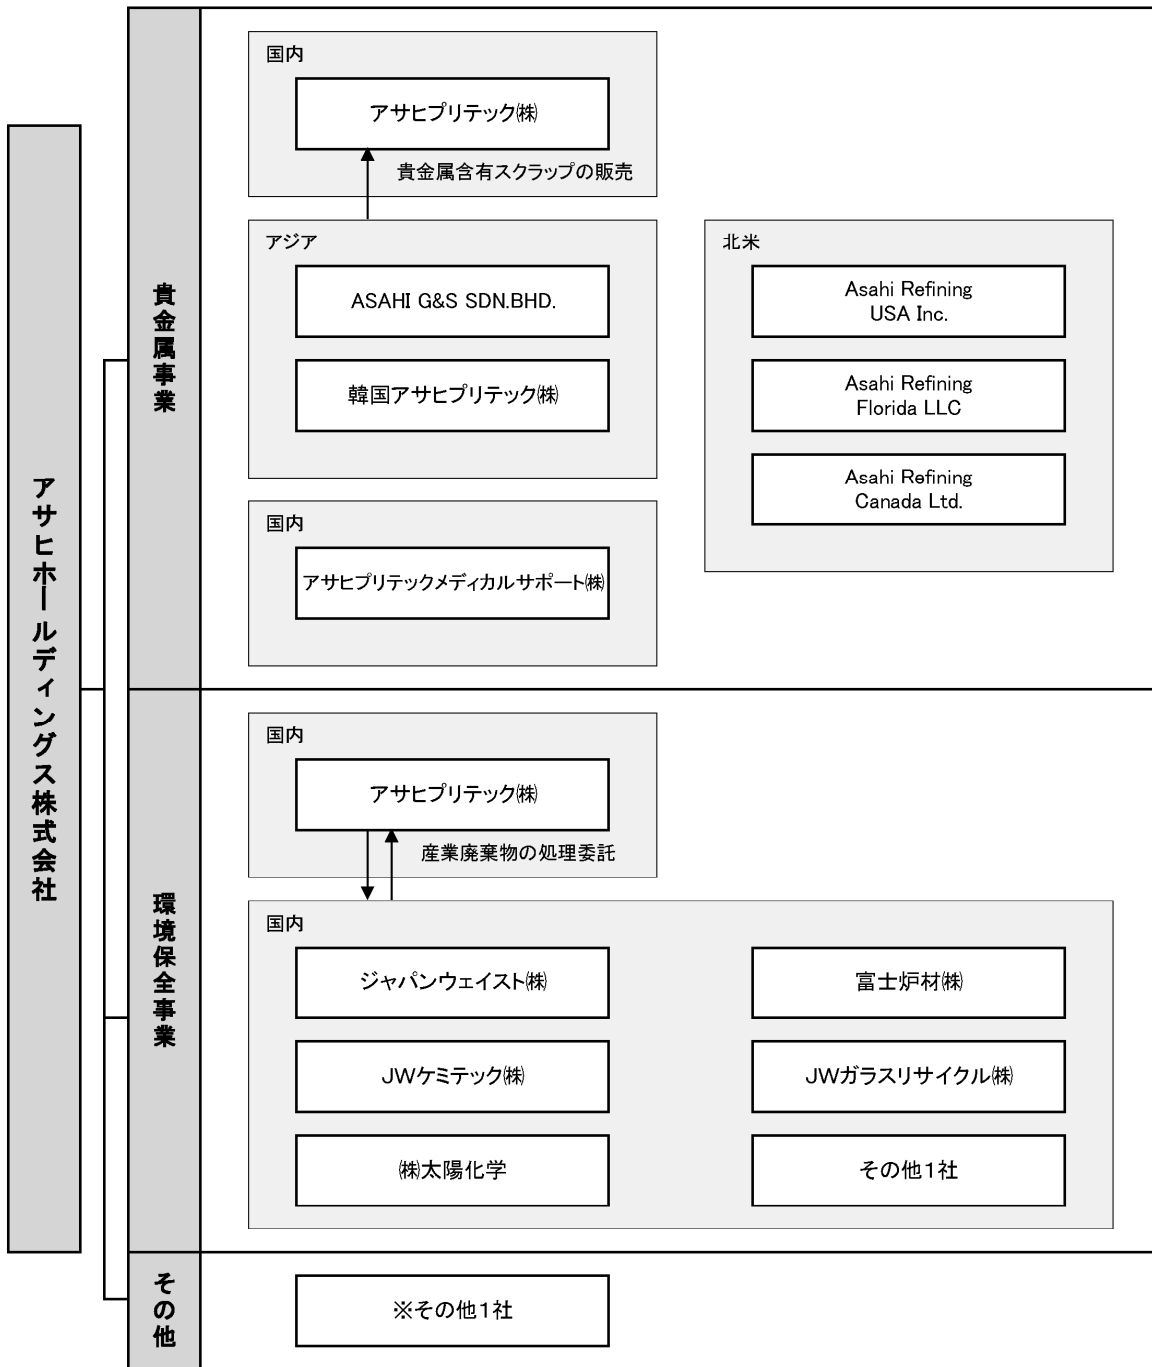 アサヒホールディングス株式会社
貴金属事業
国内
アサヒプリテック㈱
貴金属含有スクラップの販売
アジア
ASAHI G&S SDN.BHD.
韓国アサヒプリテック㈱
北米
Asahi Refining
USA Inc.
Asahi Refining
Florida LLC
Asahi Refining
Canada Ltd.
国内
アサヒプリテックメディカルサポート㈱
環境保全事業
国内
アサヒプリテック㈱
産業廃棄物の処理委託
国内
ジャパンウェイスト㈱
富士炉材㈱
JWケミテック㈱
JWガラスリサイクル㈱
㈱太陽化学
その他1社
その他
※その他1社